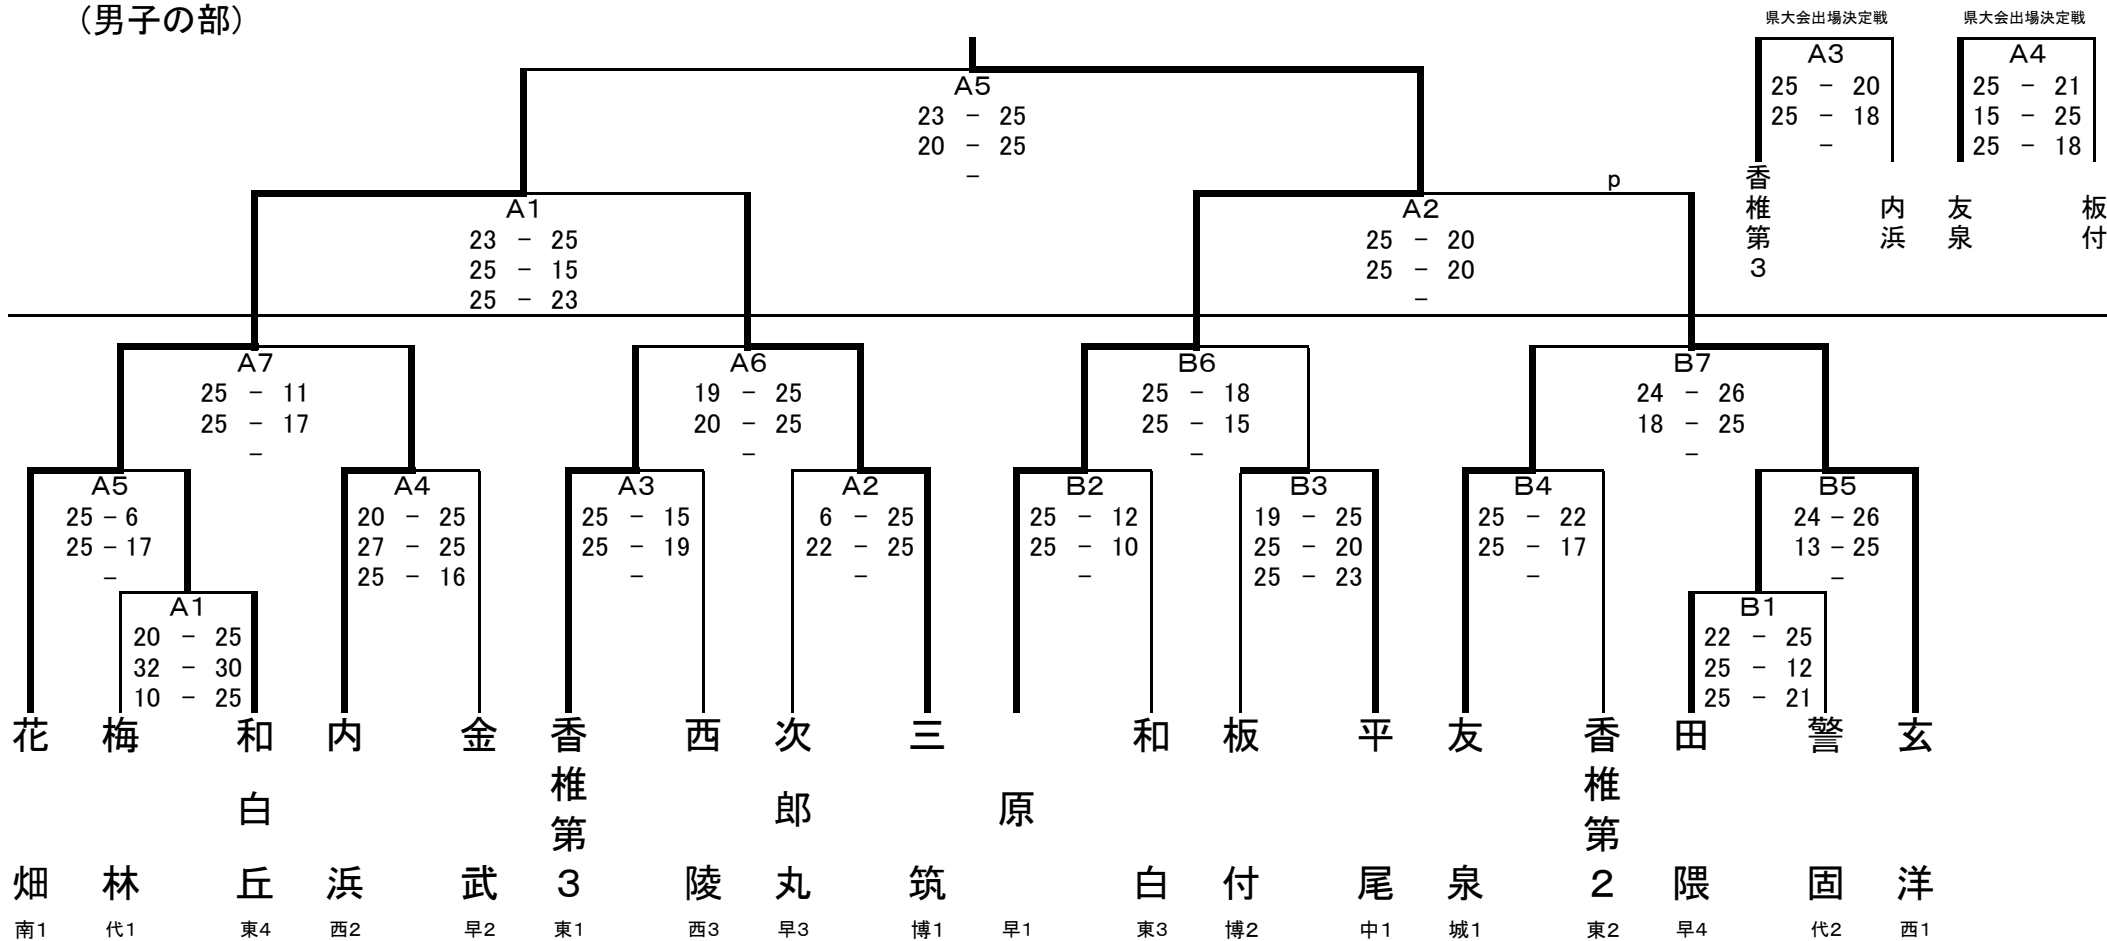 （男子の部）
県大会出場決定戦
A3
25 － 20
25 － 18
－
香椎第３
内浜
県大会出場決定戦
A4
25 － 21
15 － 25
25 － 18
友泉
板付
A5
23 － 25
20 － 25
－
A1
23 － 25
25 － 15
25 － 23
p
A2
25 － 20
25 － 20
－
A7
25 － 11
25 － 17
－
A6
19 － 25
20 － 25
－
B6
25 － 18
25 － 15
－
B7
24 － 26
18 － 25
－
A5
25 － 6
25 － 17
－
A4
20 － 25
27 － 25
25 － 16
A3
25 － 15
25 － 19
－
A2
6 － 25
22 － 25
－
B2
25 － 12
25 － 10
－
B3
19 － 25
25 － 20
25 － 23
B4
25 － 22
25 － 17
－
B5
24 － 26
13 － 25
－
A1
20 － 25
32 － 30
10 － 25
B1
22 － 25
25 － 12
25 － 21
花畑
梅林
和白丘
内浜
金武
香椎第３
西陵
次郎丸
三筑
原
和白
板付
平尾
友泉
香椎第２
田隈
警固
玄洋
南1 代1 東4 西2 早2 東1 西3 早3 博1 早1 東3 博2 中1 城1 東2 早4 代2 西1